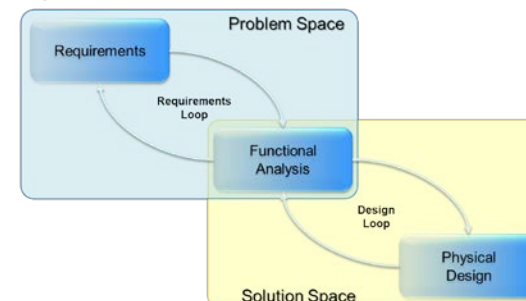 Problem Space
Requirements
Requirements
Loop
Functional
Analysis
Design
Loop
Physical
Design
Solution Space